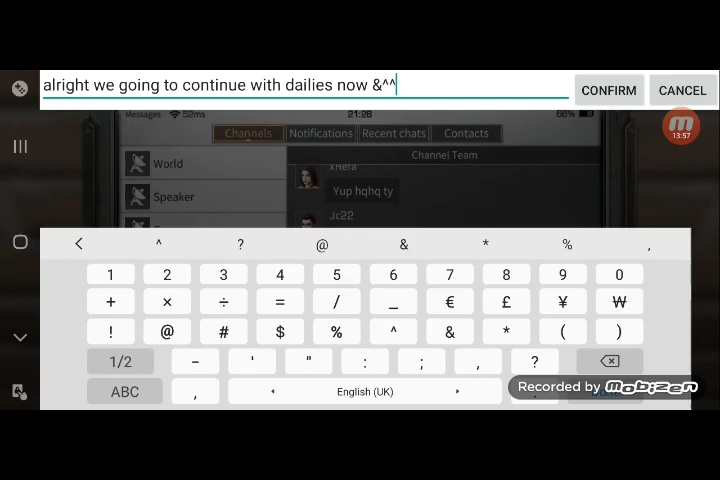 alright we going to continue with dailies now &^^
CONFIRM
CANCEL
Messages 52ms 21:28 66%
13:57
Channels Notifications Recent chats Contacts
Channel Team
World
xHera
Yup hqhq ty
Speaker
Jc22
^ ? @ & * % ,
1 2 3 4 5 6 7 8 9 0
+ × ÷ = / _ € £ ¥ ₩
! @ # $ % ^ & * ( )
1/2 - ' " : ; , ?
Recorded by mobizen
ABC , English (UK)